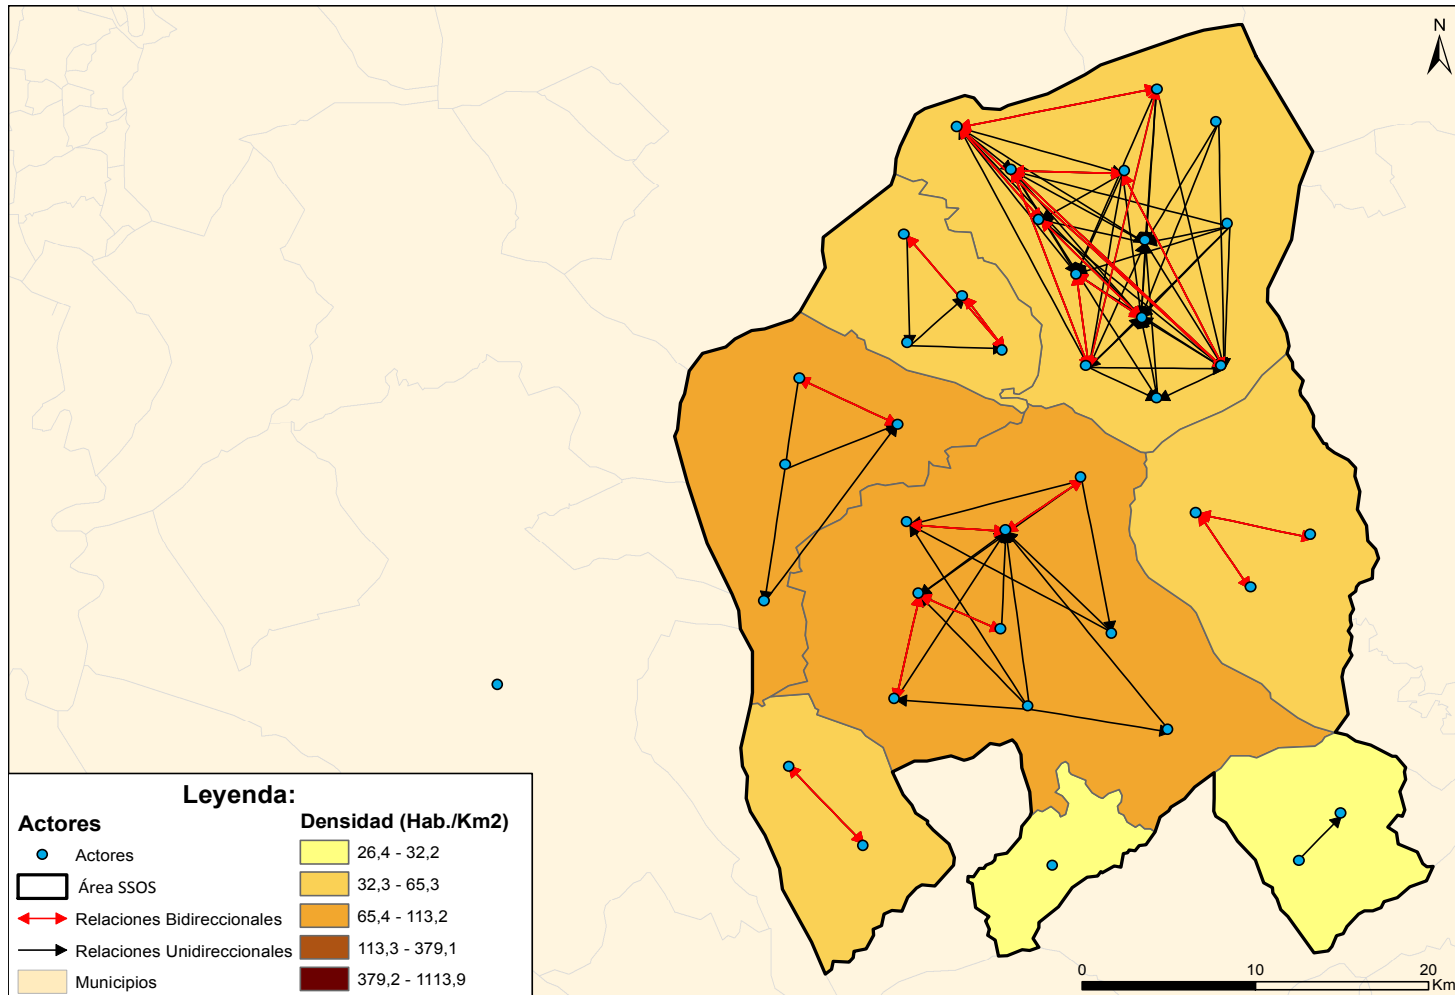 N
Leyenda:
Actores
Actores
Área SSOS
Relaciones Bidireccionales
Relaciones Unidireccionales
Municipios
Densidad (Hab./Km2)
26,4 - 32,2
32,3 - 65,3
65,4 - 113,2
113,3 - 379,1
379,2 - 1113,9
0 10 20
Km